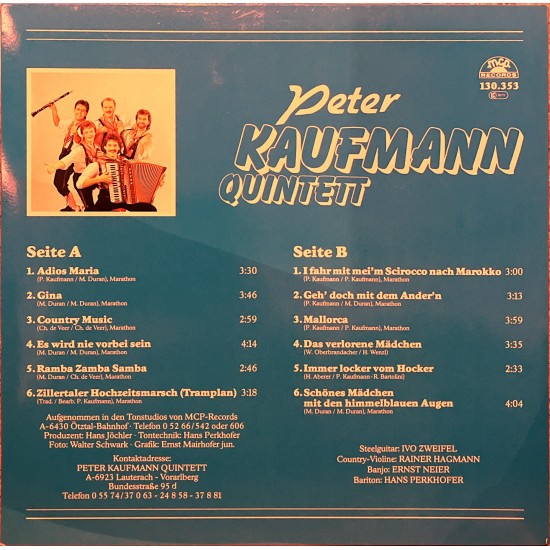 mcp
RECORDS
130.353
Peter
KAUFMANN
QUINTETT
Seite A
1. Adios Maria 3:30
(P. Kaufmann / M. Duran), Marathon
2. Gina 3:46
(M. Duran / M. Duran), Marathon
3. Country Music 2:59
(Ch. de Veer / Ch. de Veer), Marathon
4. Es wird nie vorbei sein 4:14
(M. Duran / M. Duran), Marathon
5. Ramba Zamba Samba 2:46
(M. Duran / Ch. de Veer), Marathon
6. Zillertaler Hochzeitsmarsch (Tramplan) 3:18
(Trad. / Bearb. P. Kaufmann), Marathon
Aufgenommen in den Tonstudios von MCP-Records
A-6430 Ötztal-Bahnhof · Telefon 0 52 66/542 oder 606
Produzent: Hans Jöchler · Tontechnik: Hans Perkhofer
Foto: Walter Schwark · Grafik: Ernst Mairhofer jun.
Kontaktadresse:
PETER KAUFMANN QUINTETT
A-6923 Lauterach - Vorarlberg
Bundesstraße 95 d
Telefon 0 55 74/37 0 63 - 24 8 58 - 37 8 81
Seite B
1. I fahr mit mei'm Scirocco nach Marokko 3:00
(P. Kaufmann / P. Kaufmann), Marathon
2. Geh' doch mit dem Ander'n 3:13
(P. Kaufmann / P. Kaufmann), Marathon
3. Mallorca 2:59
(P. Kaufmann / P. Kaufmann), Marathon
4. Das verlorene Mädchen 3:35
(W. Oberbrandacher / H. Wenzl)
5. Immer locker vom Hocker 2:33
(H. Aberer / P. Kaufmann - R. Bartolini)
6. Schönes Mädchen
mit den himmelblauen Augen 4:04
(M. Duran / M. Duran), Marathon
Steelguitar: IVO ZWEIFEL
Country-Violine: RAINER HAGMANN
Banjo: ERNST NEIER
Bariton: HANS PERKHOFER